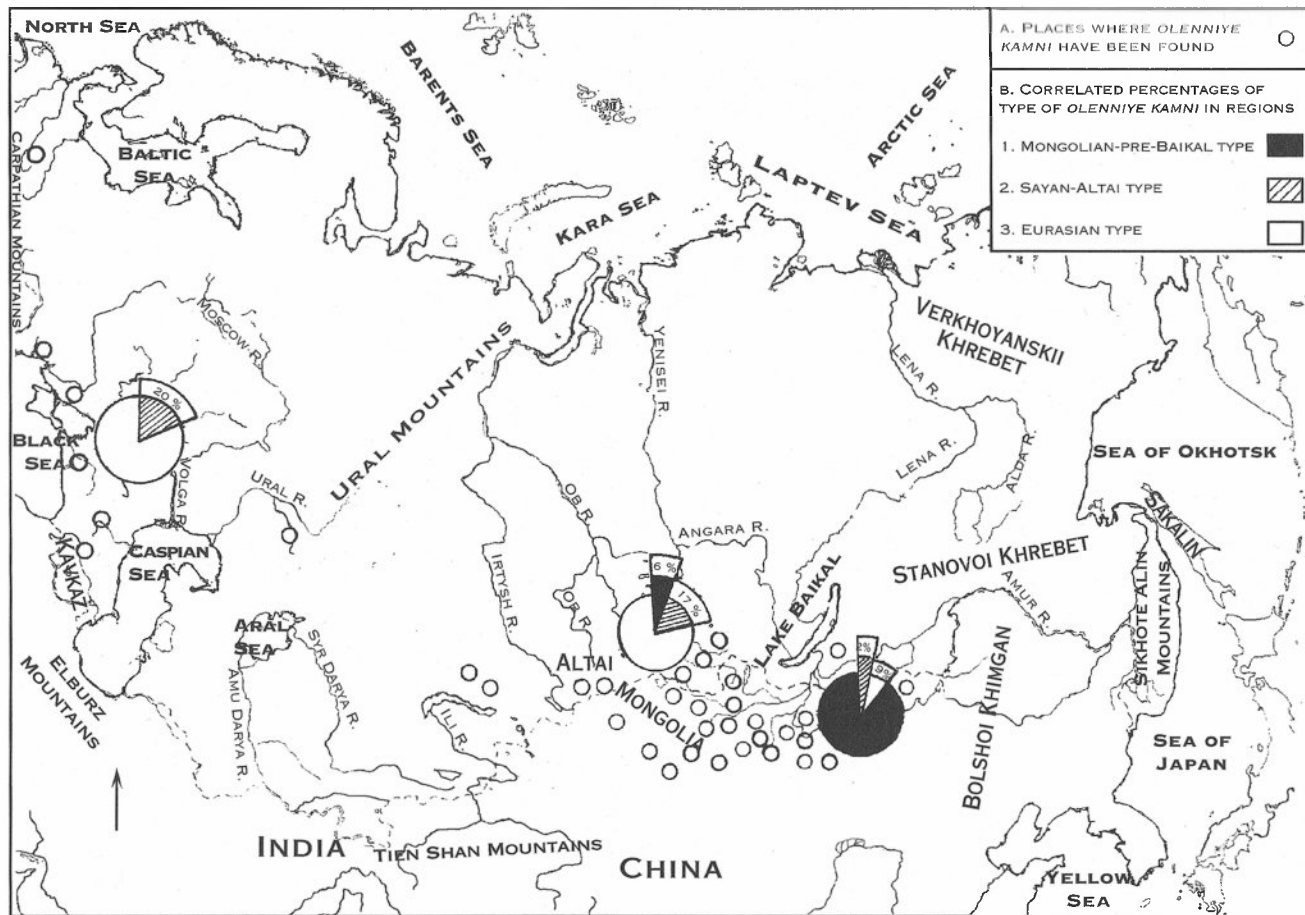 NORTH SEA
BARENTS SEA
ARCTIC SEA
A. PLACES WHERE OLENNIYE
KAMNI HAVE BEEN FOUND
B. CORRELATED PERCENTAGES OF
TYPE OF OLENNIYE KAMNI IN REGIONS
1. MONGOLIAN-PRE-BAIKAL TYPE
2. SAYAN-ALTAI TYPE
3. EURASIAN TYPE
CARPATHIAN MOUNTAINS
BALTIC
SEA
KARA SEA
LAPTEV SEA
MOSCOW R.
URAL MOUNTAINS
YENISEI R.
LENA R.
VERKHOYANSKII
KHREBET
20 %
BLACK
SEA
VOLGA R.
URAL R.
OB R.
ANGARA R.
LENA R.
ALDA R.
SEA OF OKHOTSK
SAKALIN
KAVKAZ
CASPIAN
SEA
IRTYSH R.
OB R.
6 %
17 %
LAKE BAIKAL
STANOVOI KHREBET
AMUR R.
SIKHOTE ALIN
MOUNTAINS
ELBURZ
MOUNTAINS
ARAL
SEA
SYR DARYA R.
AMU DARYA R.
ILI R.
ALTAI
MONGOLIA
2%
9%
BOLSHOI KHIMGAN
SEA OF
JAPAN
INDIA
TIEN SHAN MOUNTAINS
CHINA
YELLOW
SEA